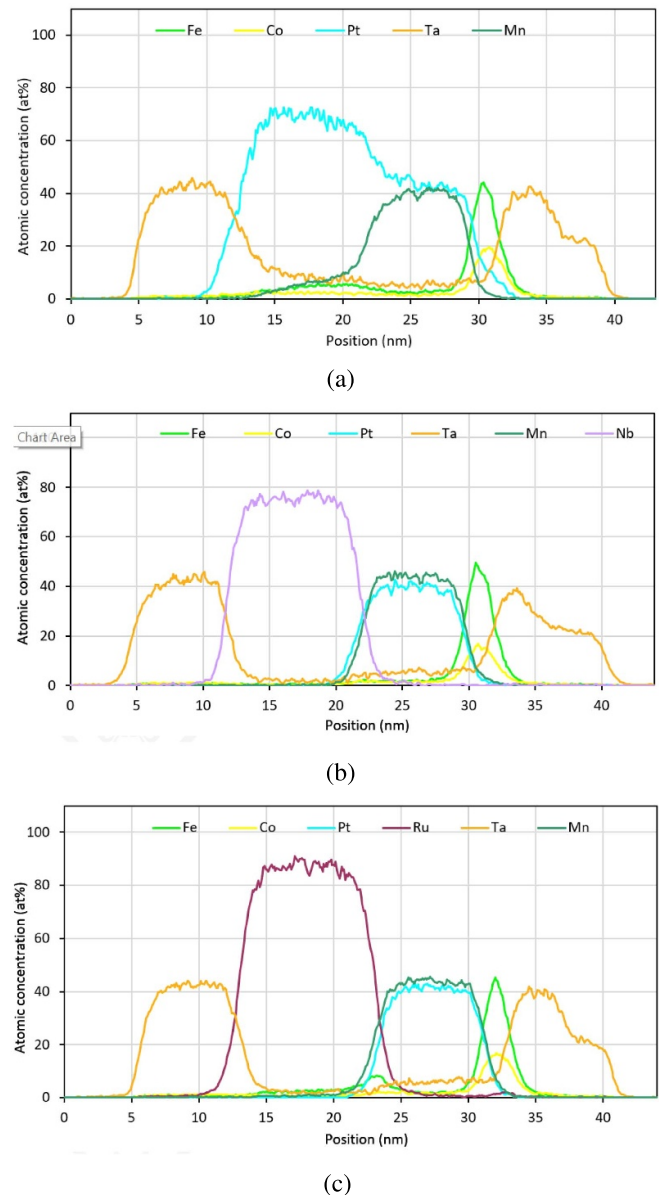 100
Fe Co Pt Ta Mn
80
60
40
20
0
Atomic concentration (at%)
0 5 10 15 20 25 30 35 40
Position (nm)
(a)
Chart Area
Fe Co Pt Ta Mn Nb
80
60
40
20
0
Atomic concentration (at%)
0 5 10 15 20 25 30 35 40
Position (nm)
(b)
100
Fe Co Pt Ru Ta Mn
80
60
40
20
0
Atomic concentration (at%)
0 5 10 15 20 25 30 35 40
Position (nm)
(c)